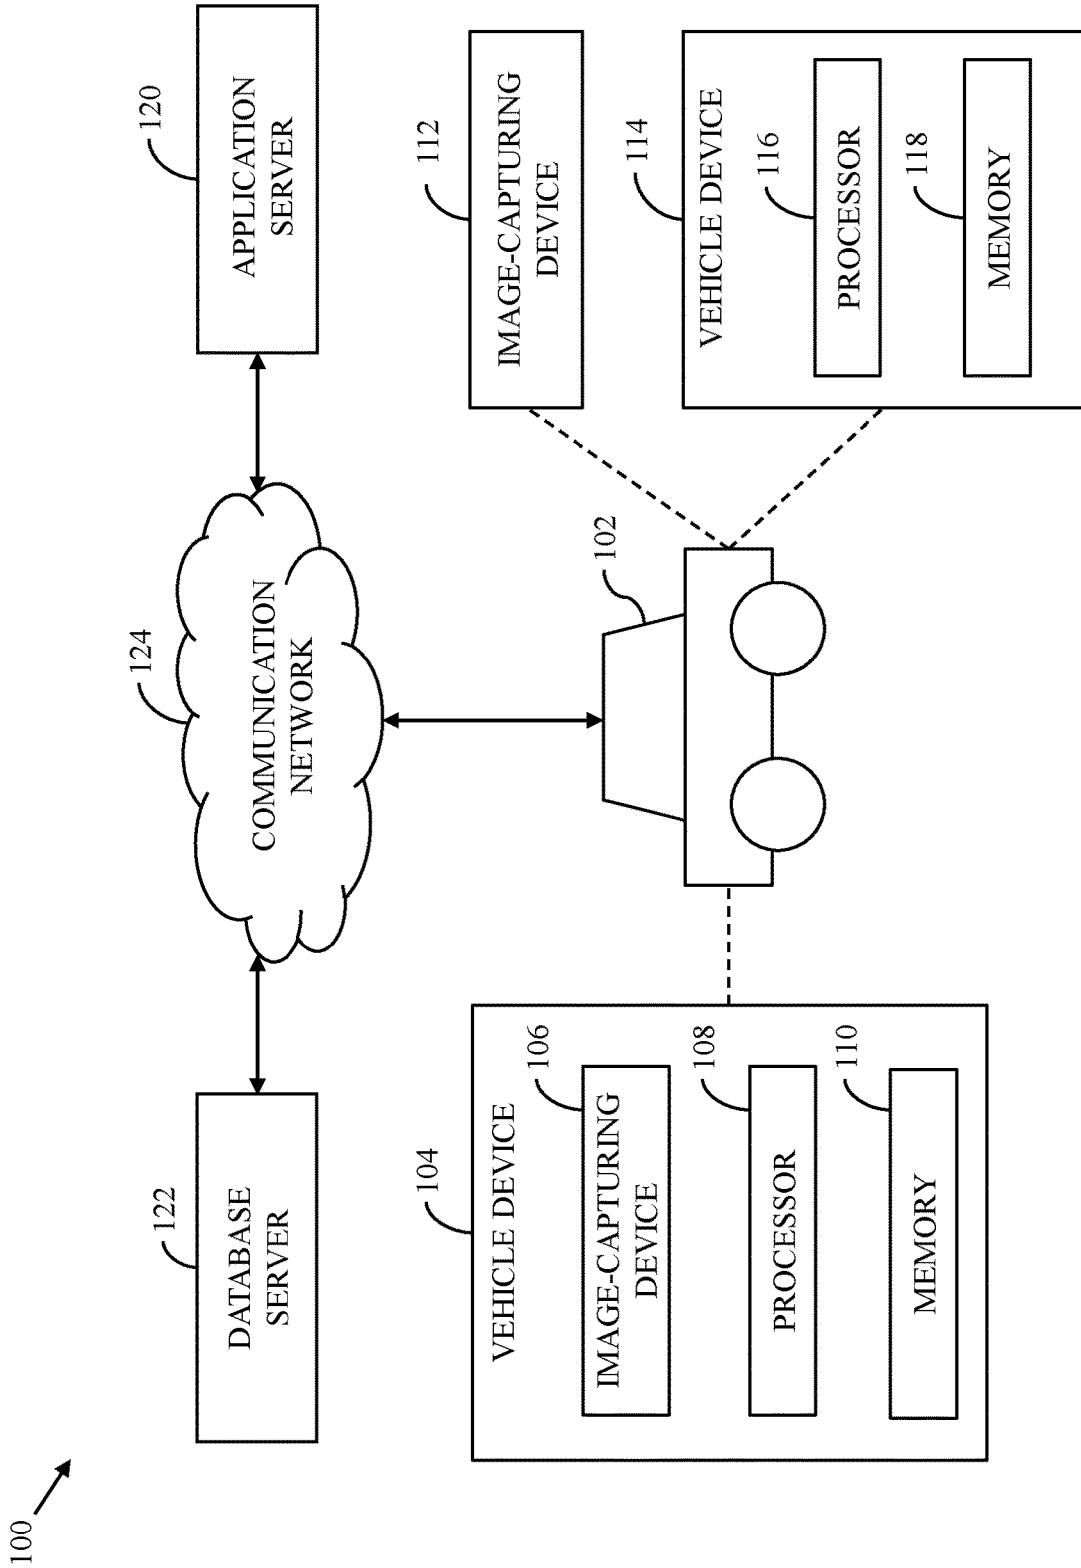 100
122
DATABASE
SERVER
124
COMMUNICATION
NETWORK
120
APPLICATION
SERVER
104
VEHICLE DEVICE
106
IMAGE-CAPTURING
DEVICE
108
PROCESSOR
110
MEMORY
102
112
IMAGE-CAPTURING
DEVICE
114
VEHICLE DEVICE
116
PROCESSOR
118
MEMORY